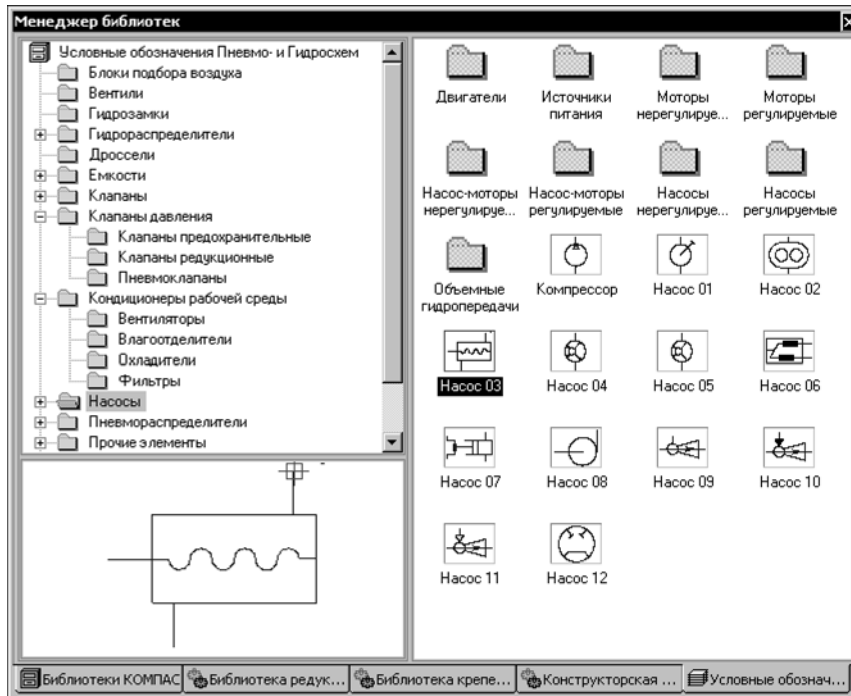 Менеджер библиотек
Условные обозначения Пневмо- и Гидросхем
Блоки подбора воздуха
Вентили
Гидрозамки
Гидрораспределители
Дроссели
Емкости
Клапаны
Клапаны давления
Клапаны предохранительные
Клапаны редукционные
Пневмоклапаны
Кондиционеры рабочей среды
Вентиляторы
Влагоотделители
Охладители
Фильтры
Насосы
Пневмораспределители
Прочие элементы
Двигатели
Источники
питания
Моторы
нерегулируе...
Моторы
регулируемые
Насос-моторы
нерегулируе...
Насос-моторы
регулируемые
Насосы
нерегулируе...
Насосы
регулируемые
Объемные
гидропередачи
Компрессор
Насос 01
Насос 02
Насос 03
Насос 04
Насос 05
Насос 06
Насос 07
Насос 08
Насос 09
Насос 10
Насос 11
Насос 12
Библиотеки КОМПАС
Библиотека редук...
Библиотека крепе...
Конструкторская ...
Условные обознач...